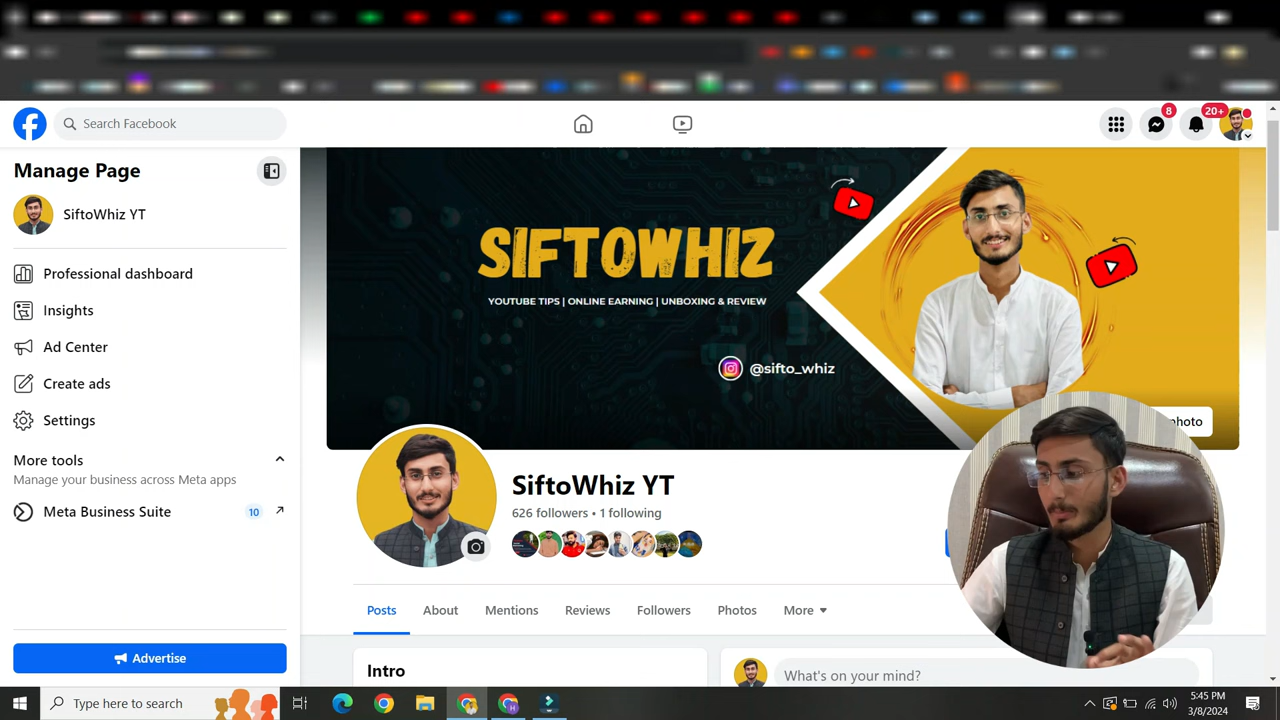 Search Facebook
8
20+
Manage Page
SiftoWhiz YT
Professional dashboard
Insights
Ad Center
Create ads
Settings
More tools
Manage your business across Meta apps
Meta Business Suite
10
Advertise
SIFTOWHIZ
YOUTUBE TIPS | ONLINE EARNING | UNBOXING & REVIEW
@sifto_whiz
photo
SiftoWhiz YT
626 followers • 1 following
Posts
About
Mentions
Reviews
Followers
Photos
More
Intro
What's on your mind?
Type here to search
5:45 PM
3/8/2024